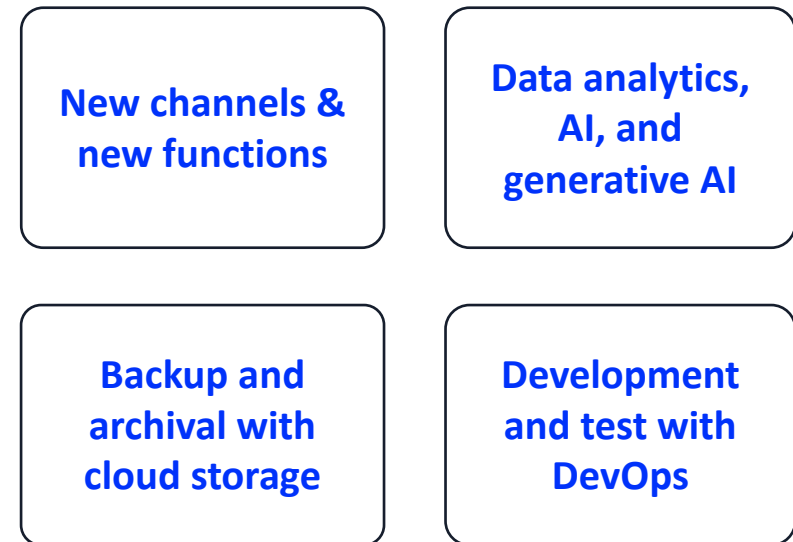 New channels &
new functions
Data analytics,
AI, and
generative AI
Backup and
archival with
cloud storage
Development
and test with
DevOps